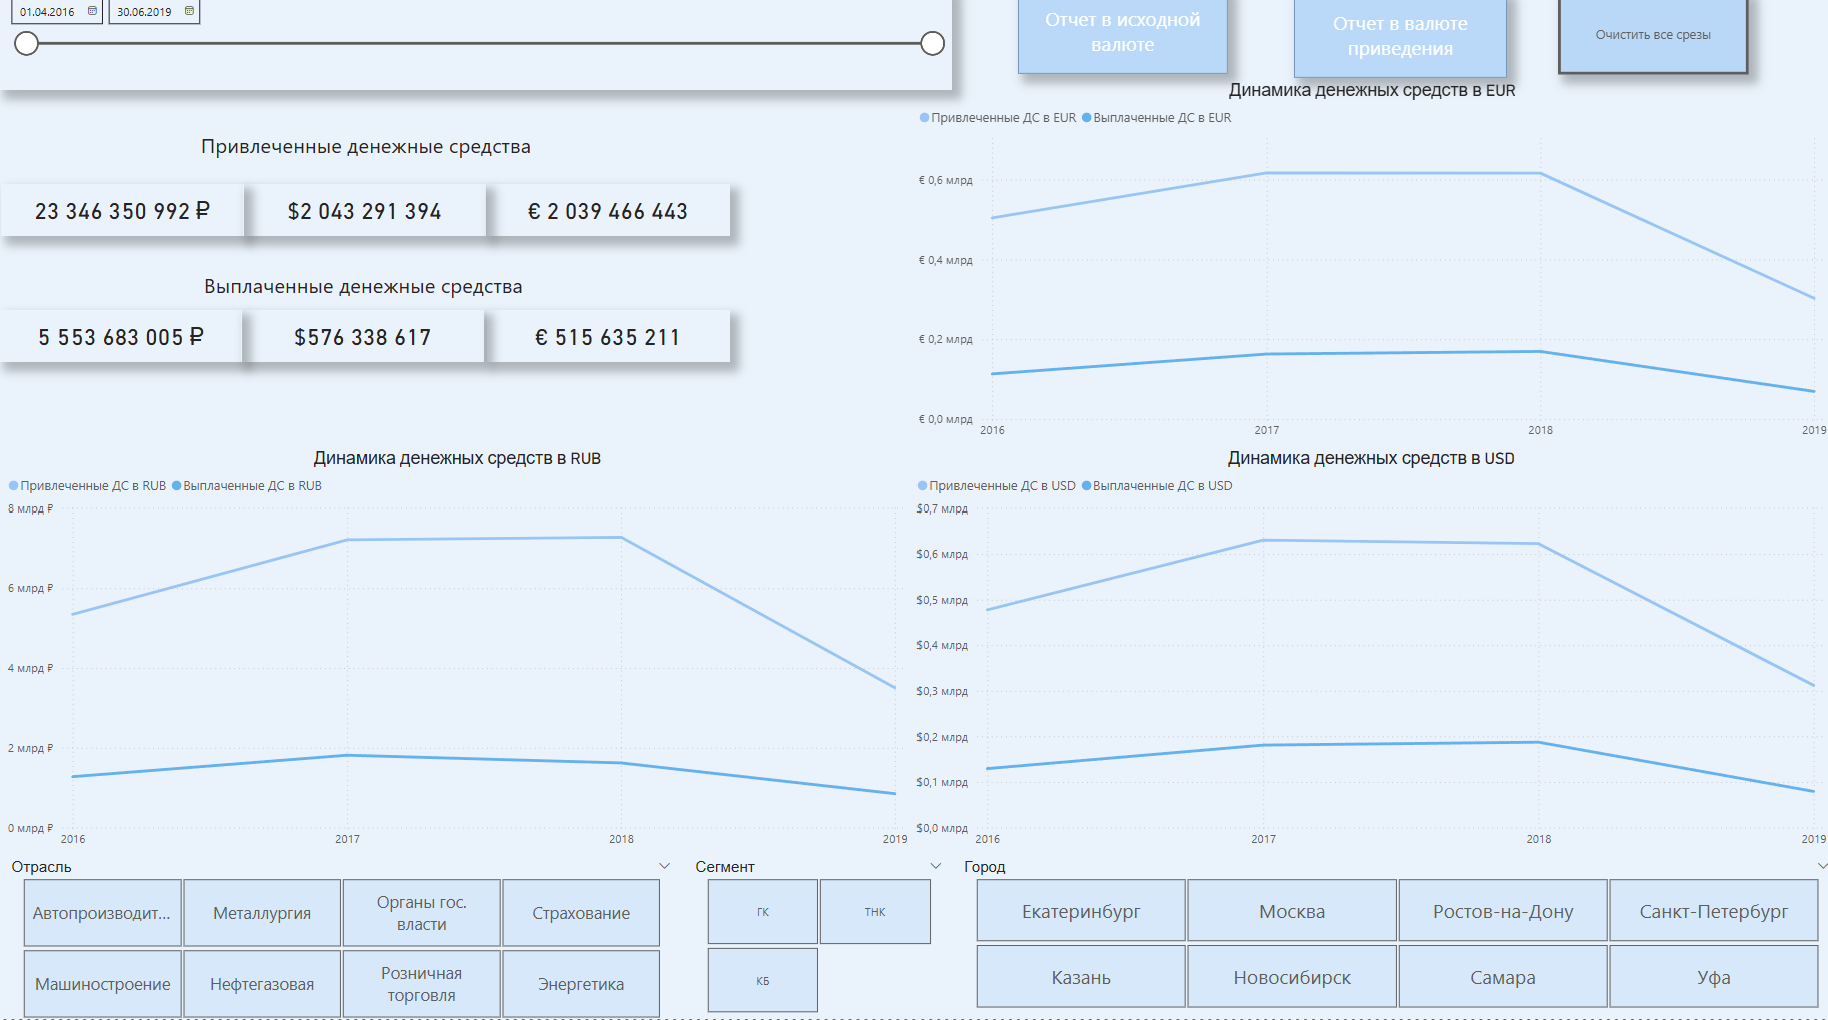 01.04.2016
30.06.2019
Отчет в исходной
валюте
Отчет в валюте
приведения
Очистить все срезы
Привлеченные денежные средства
23 346 350 992 ₽
$2 043 291 394
€ 2 039 466 443
Выплаченные денежные средства
5 553 683 005 ₽
$576 338 617
€ 515 635 211
Динамика денежных средств в EUR
Привлеченные ДС в EUR
Выплаченные ДС в EUR
€ 0,6 млрд
€ 0,4 млрд
€ 0,2 млрд
€ 0,0 млрд
2016
2017
2018
2019
Динамика денежных средств в RUB
Привлеченные ДС в RUB
Выплаченные ДС в RUB
8 млрд ₽
6 млрд ₽
4 млрд ₽
2 млрд ₽
0 млрд ₽
2016
2017
2018
2019
Динамика денежных средств в USD
Привлеченные ДС в USD
Выплаченные ДС в USD
$0,7 млрд
$0,6 млрд
$0,5 млрд
$0,4 млрд
$0,3 млрд
$0,2 млрд
$0,1 млрд
$0,0 млрд
2016
2017
2018
2019
Отрасль
Автопроизводит...
Металлургия
Органы гос.
власти
Страхование
Машиностроение
Нефтегазовая
Розничная
торговля
Энергетика
Сегмент
ГК
ТНК
КБ
Город
Екатеринбург
Москва
Ростов-на-Дону
Санкт-Петербург
Казань
Новосибирск
Самара
Уфа